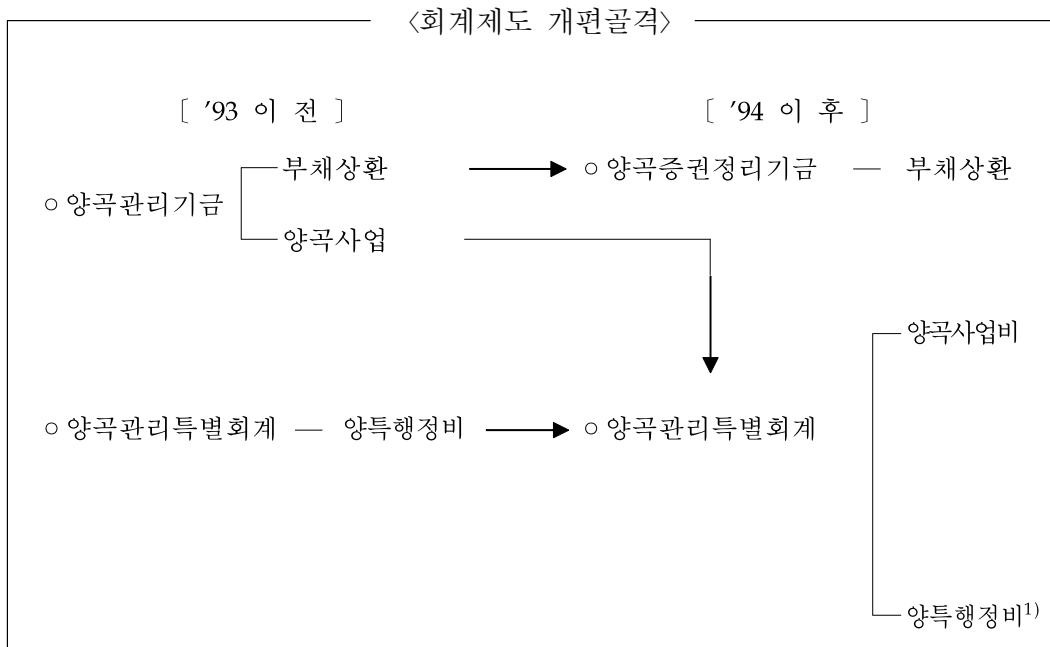 〈회계제도 개편골격〉
[ '93 이 전 ] [ '94 이 후 ]
부채상환 ○ 양곡증권정리기금 — 부채상환
○ 양곡관리기금
양곡사업
양곡사업비
○ 양곡관리특별회계 — 양특행정비 ○ 양곡관리특별회계
양특행정비1)